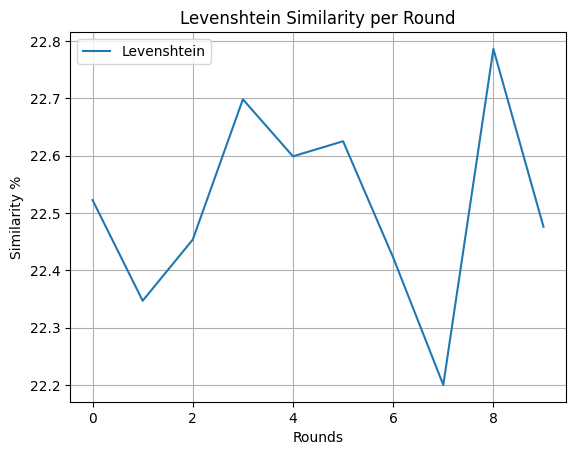 Levenshtein Similarity per Round
Levenshtein
22.8
22.7
22.6
22.5
22.4
22.3
22.2
Similarity %
0 2 4 6 8
Rounds